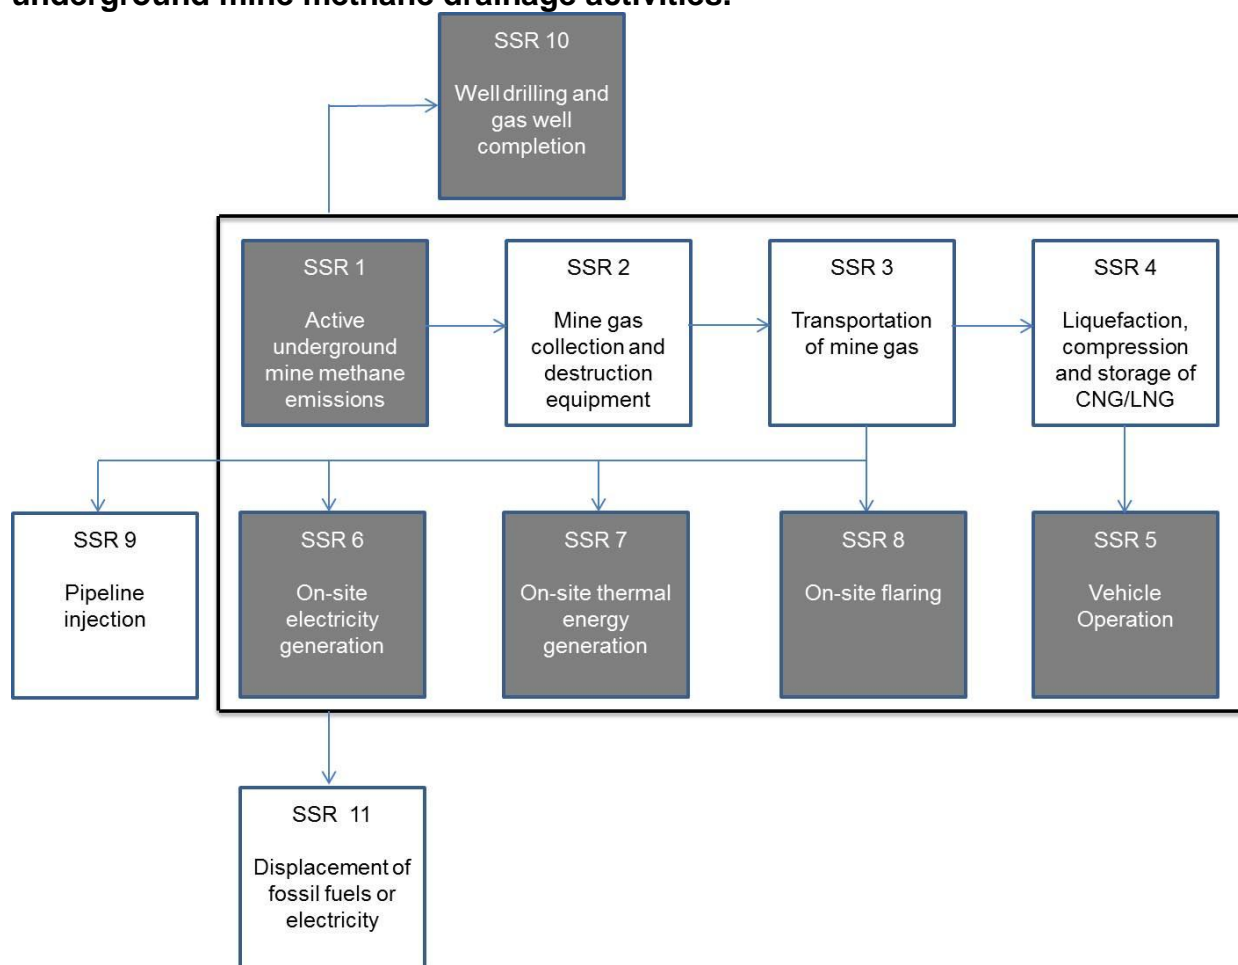 underground mine methane drainage activities.
SSR 10
Well drilling and
gas well
completion
SSR 1
Active
underground
mine methane
emissions
SSR 2
Mine gas
collection and
destruction
equipment
SSR 3
Transportation
of mine gas
SSR 4
Liquefaction,
compression
and storage of
CNG/LNG
SSR 9
Pipeline
injection
SSR 6
On-site
electricity
generation
SSR 7
On-site thermal
energy
generation
SSR 8
On-site flaring
SSR 5
Vehicle
Operation
SSR 11
Displacement of
fossil fuels or
electricity